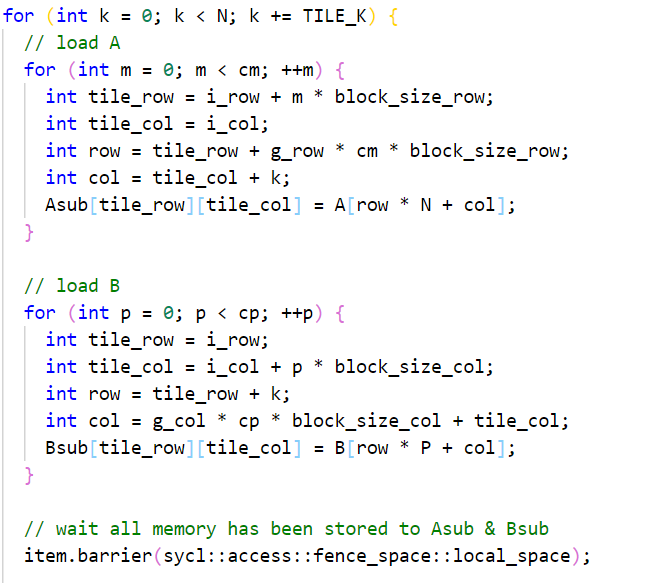 for (int k = 0; k < N; k += TILE_K) {
// load A
for (int m = 0; m < cm; ++m) {
int tile_row = i_row + m * block_size_row;
int tile_col = i_col;
int row = tile_row + g_row * cm * block_size_row;
int col = tile_col + k;
Asub[tile_row][tile_col] = A[row * N + col];
}
// load B
for (int p = 0; p < cp; ++p) {
int tile_row = i_row;
int tile_col = i_col + p * block_size_col;
int row = tile_row + k;
int col = g_col * cp * block_size_col + tile_col;
Bsub[tile_row][tile_col] = B[row * P + col];
}
// wait all memory has been stored to Asub & Bsub
item.barrier(sycl::access::fence_space::local_space);